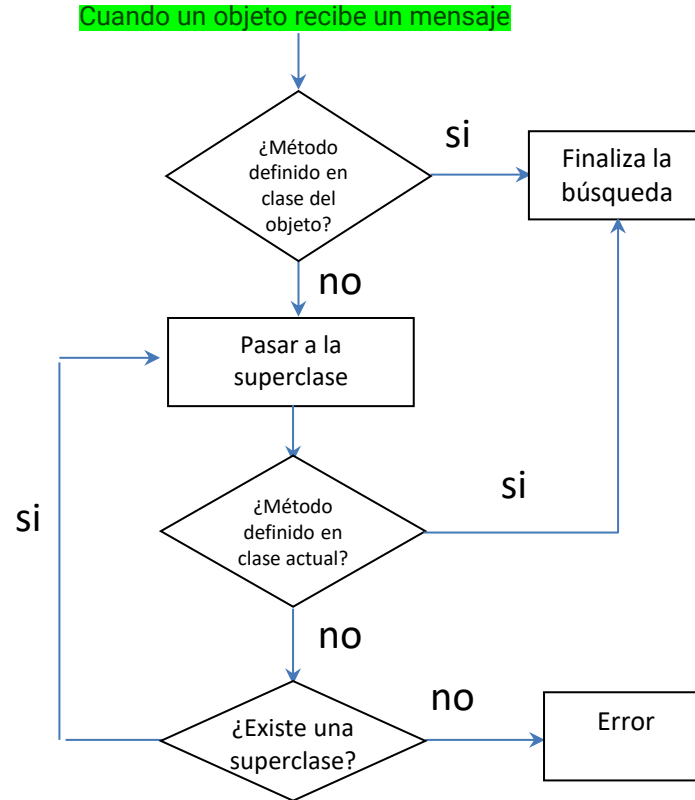 Cuando un objeto recibe un mensaje
¿Método
definido en
clase del
objeto?
si
Finaliza la
búsqueda
no
Pasar a la
superclase
¿Método
definido en
clase actual?
si
si
no
¿Existe una
superclase?
no
Error